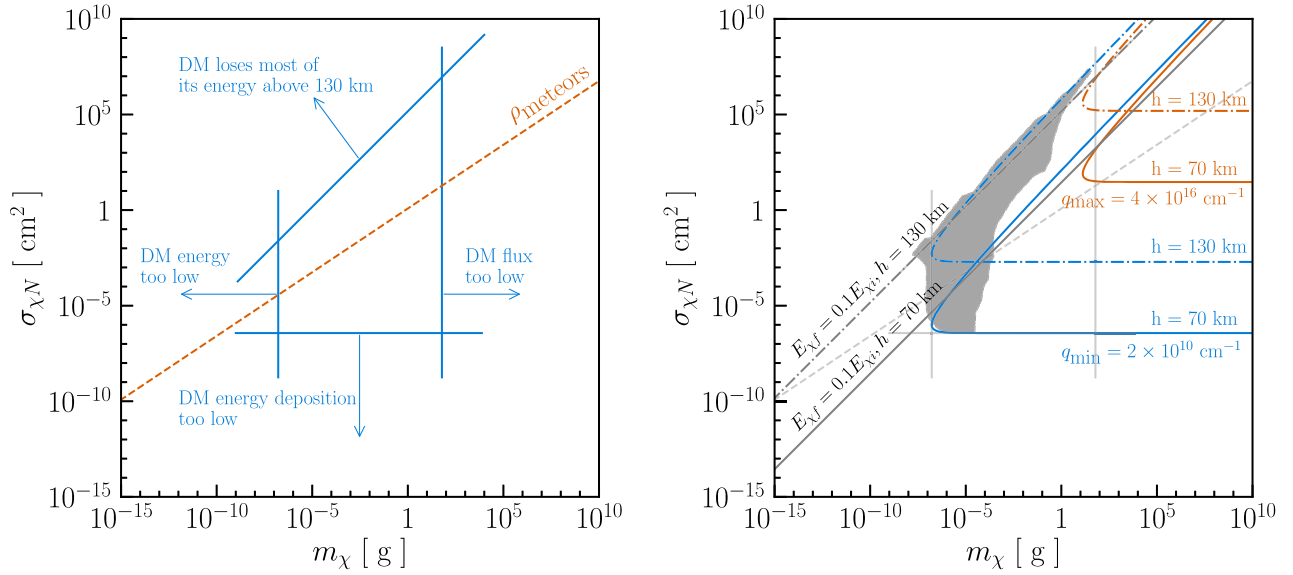 10^10
10^5
1
10^−5
10^−10
10^−15
σ_χN [ cm^2 ]
DM loses most of
its energy above 130 km
ρ_meteors
DM energy
too low
DM flux
too low
DM energy deposition
too low
10^−15
10^−10
10^−5
1
10^5
10^10
m_χ [ g ]
10^10
10^5
1
10^−5
10^−10
10^−15
σ_χN [ cm^2 ]
h = 130 km
h = 70 km
q_max = 4 × 10^16 cm^−1
h = 130 km
h = 70 km
q_min = 2 × 10^10 cm^−1
E_χf = 0.1E_χi, h = 130 km
E_χf = 0.1E_χi, h = 70 km
10^−15
10^−10
10^−5
1
10^5
10^10
m_χ [ g ]